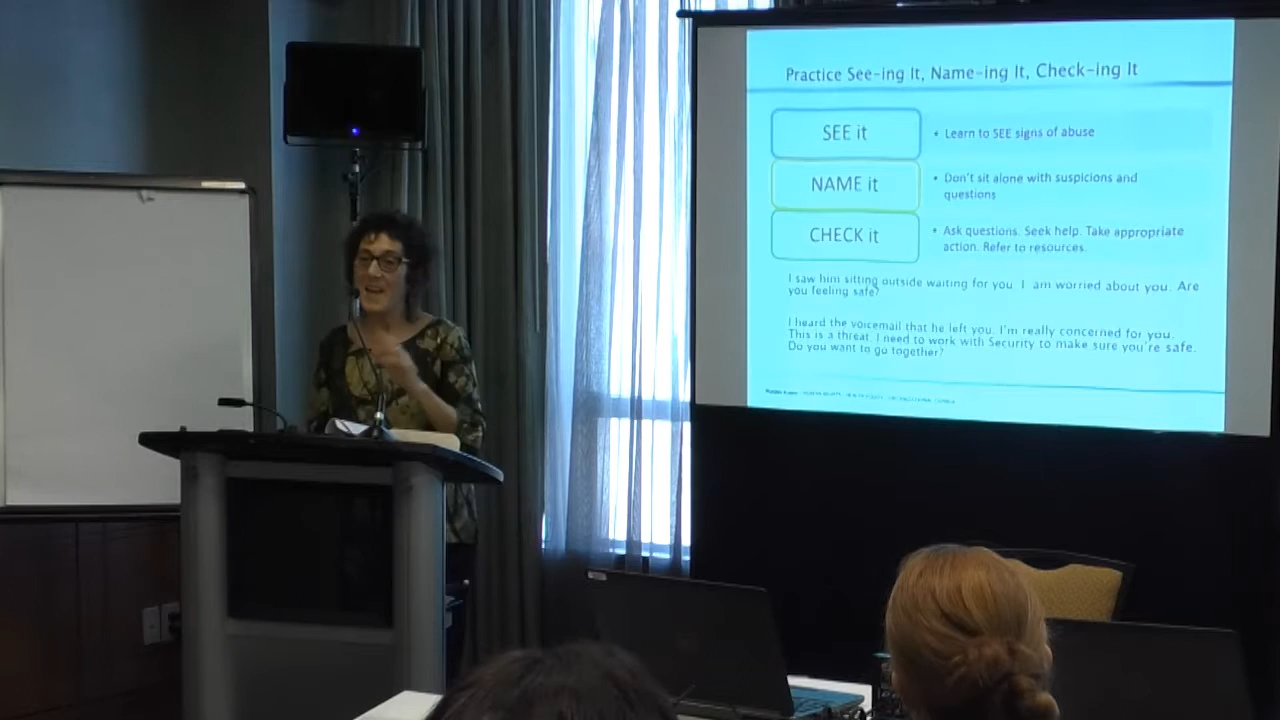 Practice See-ing It, Name-ing It, Check-ing It
SEE it
• Learn to SEE signs of abuse
NAME it
• Don't sit alone with suspicions and
questions
CHECK it
• Ask questions. Seek help. Take appropriate
action. Refer to resources.
I saw him sitting outside waiting for you. I am worried about you. Are
you feeling safe?
I heard the voicemail that he left you. I'm really concerned for you.
This is a threat. I need to work with Security to make sure you're safe.
Do you want to go together?